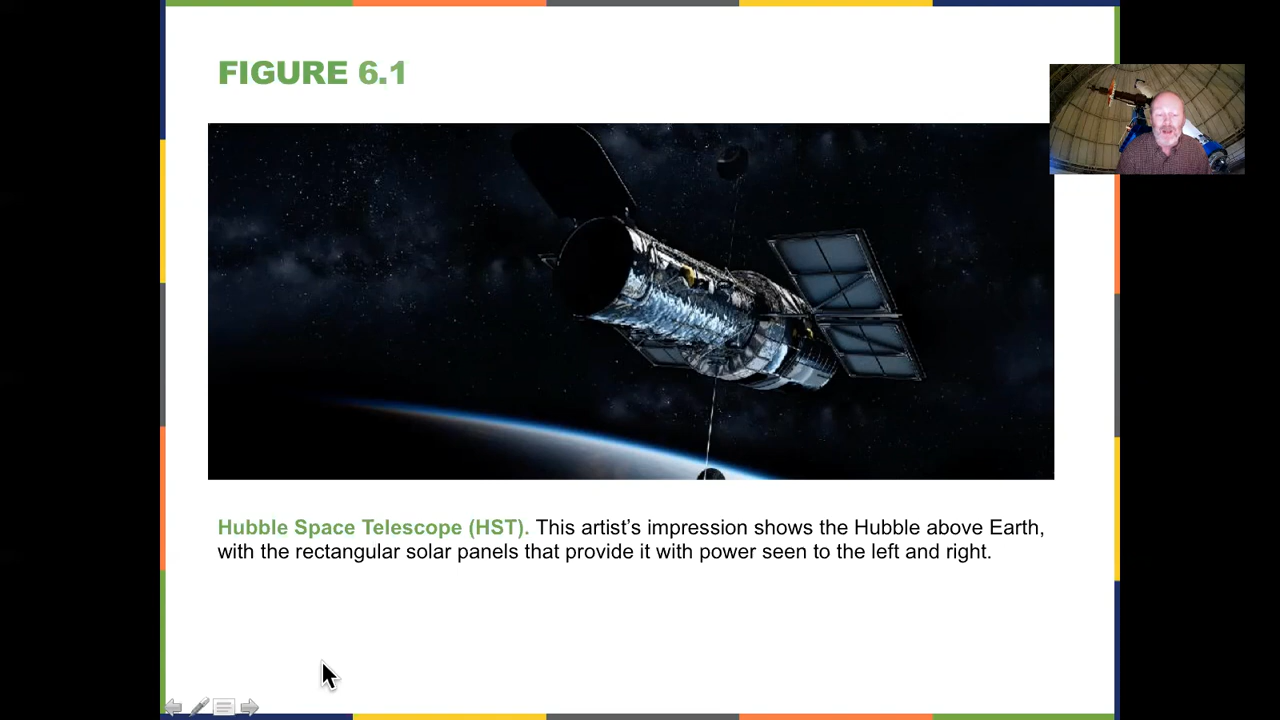 FIGURE 6.1
Hubble Space Telescope (HST). This artist’s impression shows the Hubble above Earth,
with the rectangular solar panels that provide it with power seen to the left and right.